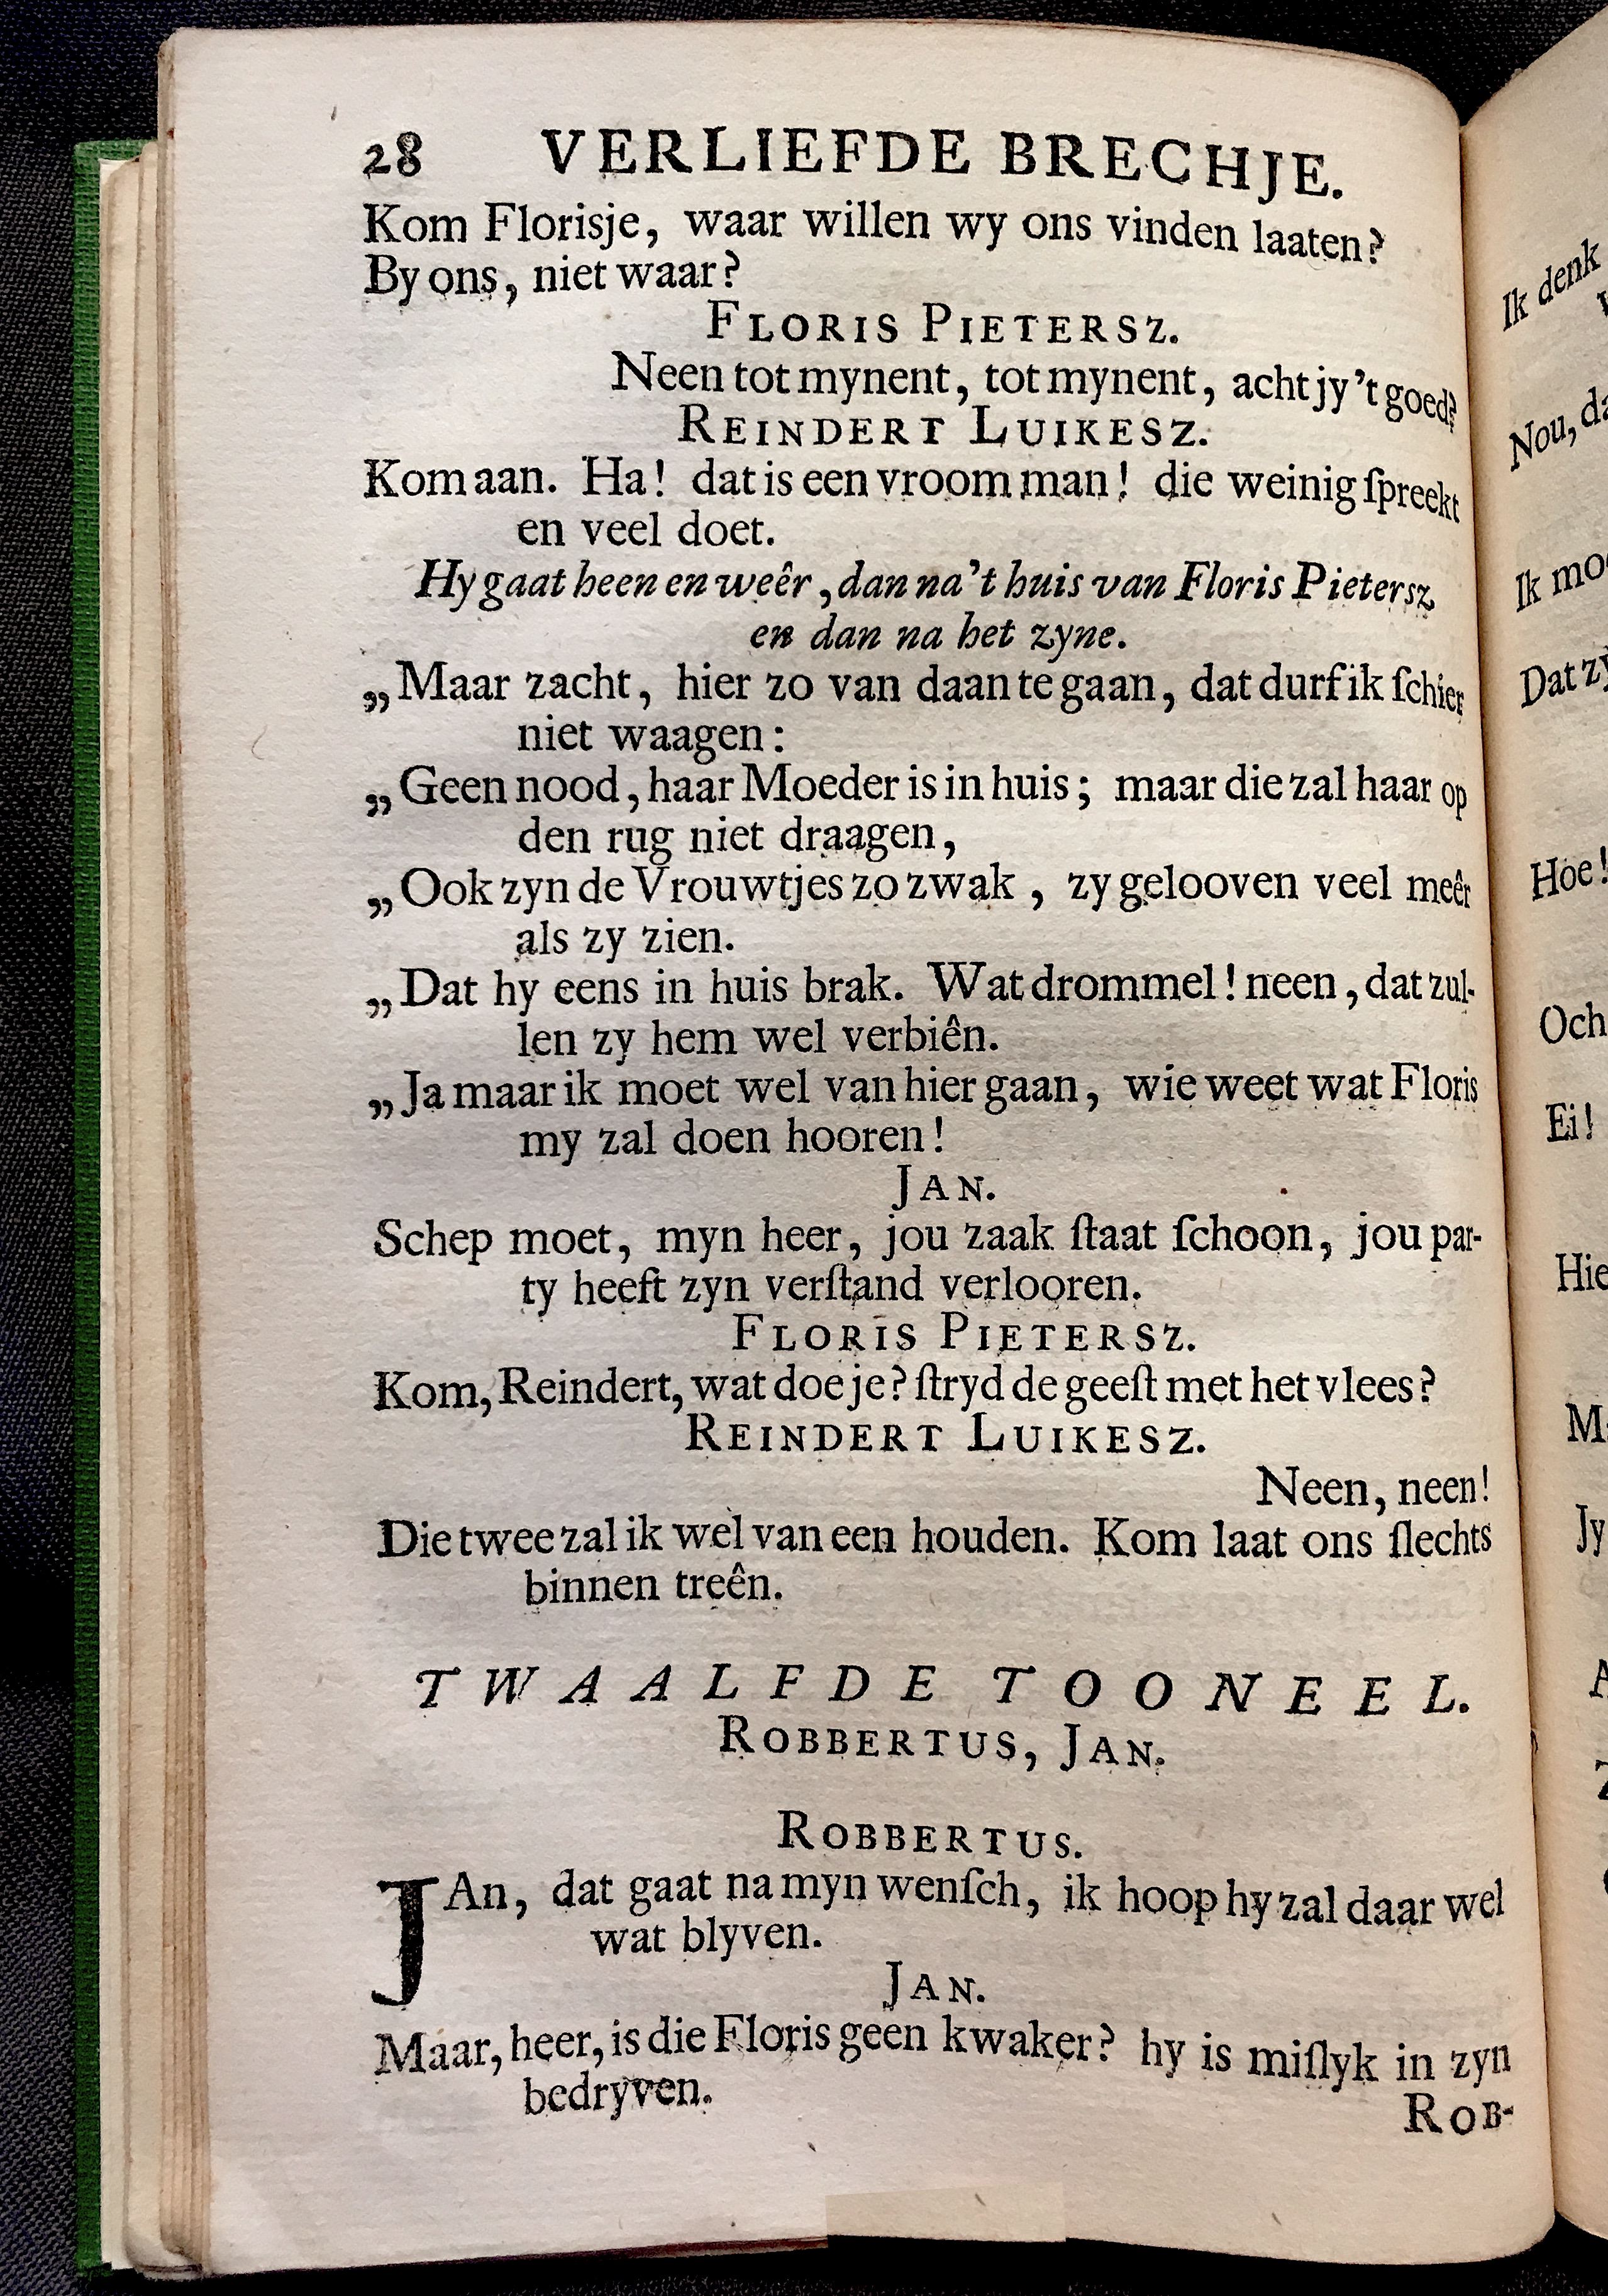 28 VERLIEFDE BRECHJE.
Kom Florisje, waar willen wy ons vinden laaten?
By ons, niet waar?
FLORIS PIETERSZ.
Neen tot mynent, tot mynent, acht jy 't goed?
REINDERT LUIKESZ.
Kom aan. Ha! dat is een vroom man! die weinig ſpreekt
en veel doet.
Hy gaat heen en weêr, dan na 't huis van Floris Pietersz
en dan na het zyne.
„Maar zacht, hier zo van daan te gaan, dat durf ik ſchier
niet waagen:
„Geen nood, haar Moeder is in huis; maar die zal haar op
den rug niet draagen,
„Ook zyn de Vrouwtjes zo zwak, zy gelooven veel meêr
als zy zien.
„Dat hy eens in huis brak. Wat drommel! neen, dat zul-
len zy hem wel verbiên.
„Ja maar ik moet wel van hier gaan, wie weet wat Floris
my zal doen hooren!
JAN.
Schep moet, myn heer, jou zaak ſtaat ſchoon, jou par-
ty heeft zyn verſtand verlooren.
FLORIS PIETERSZ.
Kom, Reindert, wat doe je? ſtryd de geeſt met het vlees?
REINDERT LUIKESZ.
Neen, neen!
Die twee zal ik wel van een houden. Kom laat ons ſlechts
binnen treên.
TWAALFDE TOONEEL.
ROBBERTUS, JAN.
ROBBERTUS.
JAn, dat gaat na myn wenſch, ik hoop hy zal daar wel
wat blyven.
JAN.
Maar, heer, is die Floris geen kwaker? hy is miſlyk in zyn
bedryven.
ROB-
Ik denk
Nou, da
Ik moe
Dat zy
Hoe!
Och
Ei!
Hie
Jy